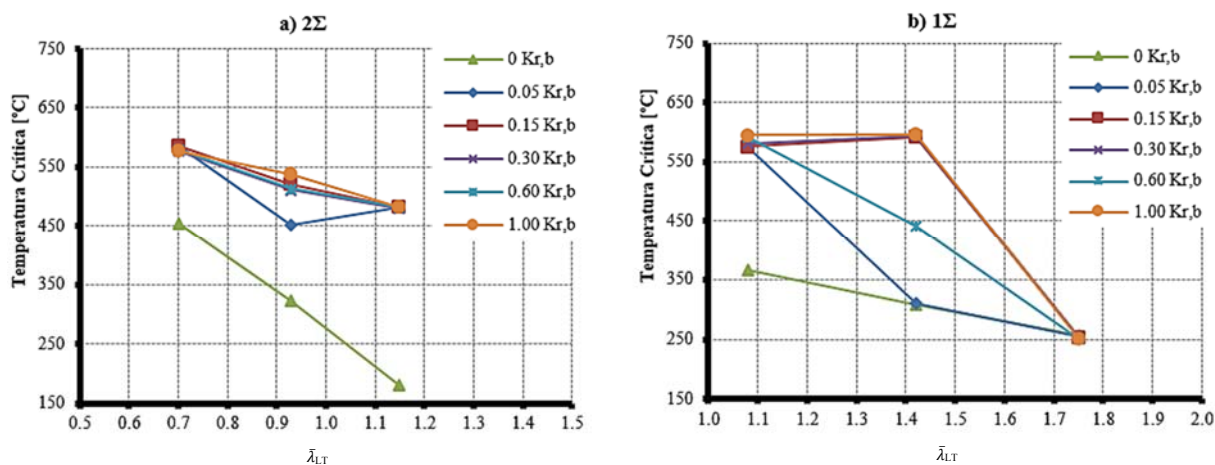 a) 2Σ
Temperatura Crítica [°C]
750
650
550
450
350
250
150
0.5 0.6 0.7 0.8 0.9 1.0 1.1 1.2 1.3 1.4 1.5
λ̄LT
0 Kr,b
0.05 Kr,b
0.15 Kr,b
0.30 Kr,b
0.60 Kr,b
1.00 Kr,b
b) 1Σ
Temperatura Crítica [°C]
750
650
550
450
350
250
150
1.0 1.1 1.2 1.3 1.4 1.5 1.6 1.7 1.8 1.9 2.0
λ̄LT
0 Kr,b
0.05 Kr,b
0.15 Kr,b
0.30 Kr,b
0.60 Kr,b
1.00 Kr,b